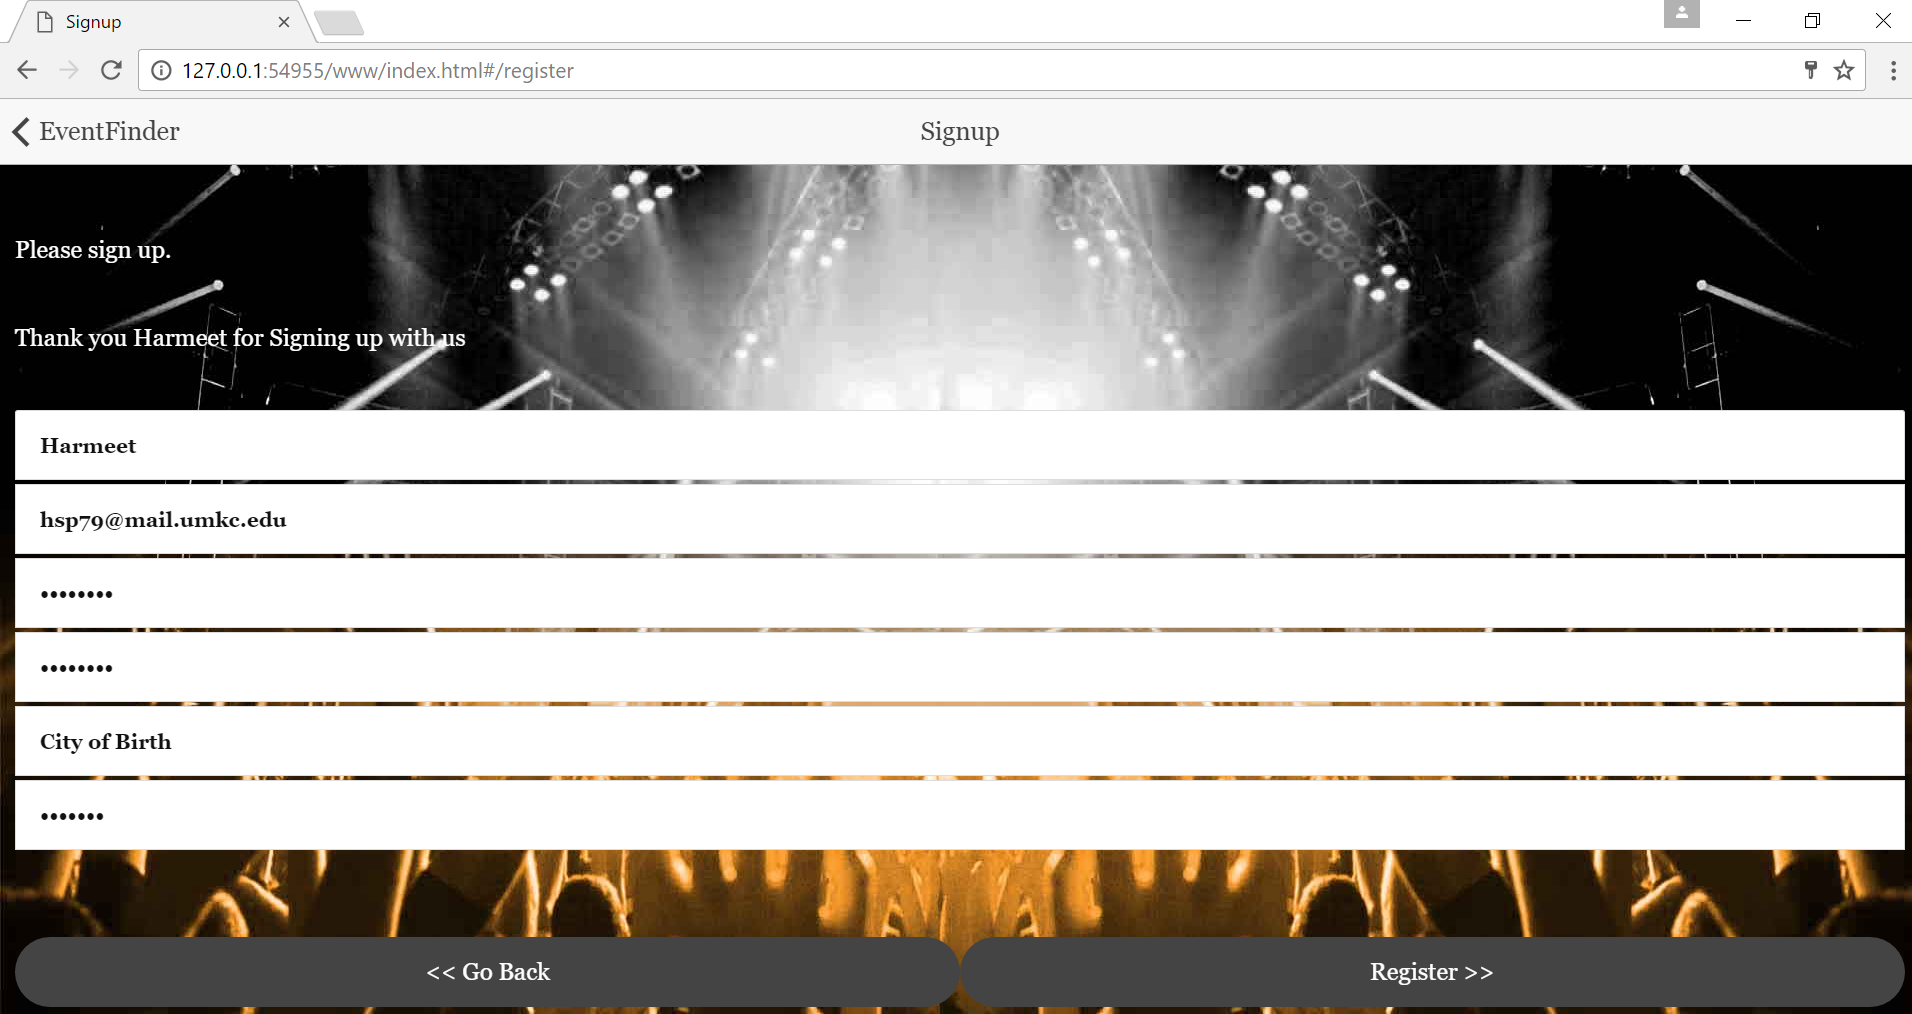 Signup
127.0.0.1:54955/www/index.html#/register
EventFinder
Signup
Please sign up.
Thank you Harmeet for Signing up with us
Harmeet
hsp79@mail.umkc.edu
••••••••
••••••••
City of Birth
•••••••
<< Go Back
Register >>